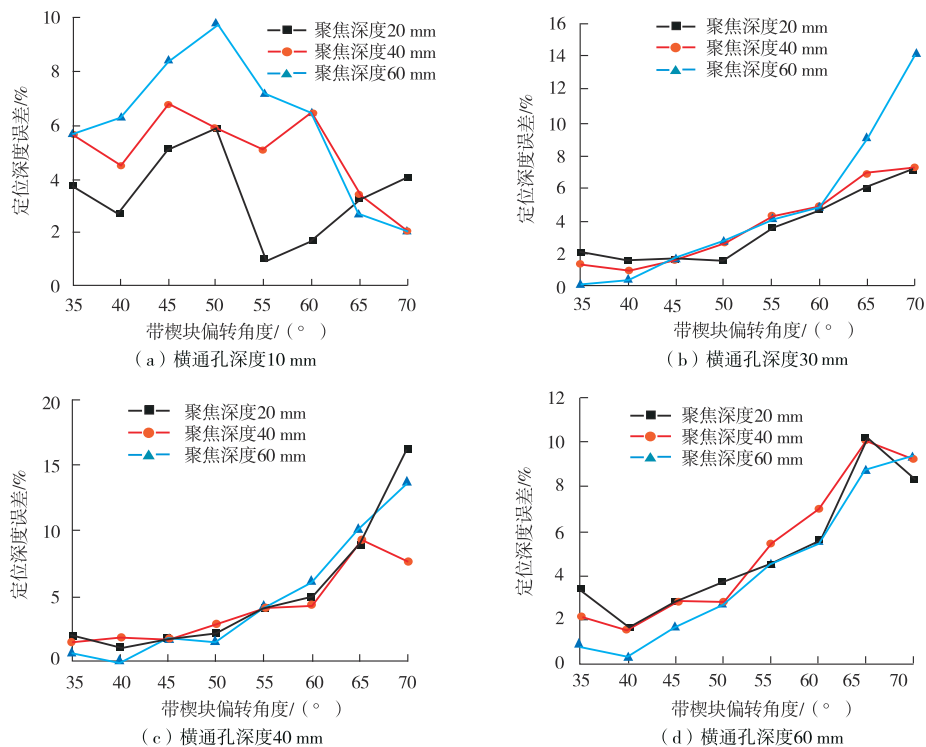 定位深度误差/%
10
8
6
4
2
0
聚焦深度20 mm
聚焦深度40 mm
聚焦深度60 mm
35 40 45 50 55 60 65 70
带楔块偏转角度/(° )
(a)横通孔深度10 mm
定位深度误差/%
16
14
12
10
8
6
4
2
0
聚焦深度20 mm
聚焦深度40 mm
聚焦深度60 mm
35 40 45 50 55 60 65 70
带楔块偏转角度/(° )
(b)横通孔深度30 mm
定位深度误差/%
20
15
10
5
0
聚焦深度20 mm
聚焦深度40 mm
聚焦深度60 mm
35 40 45 50 55 60 65 70
带楔块偏转角度/(° )
(c)横通孔深度40 mm
定位深度误差/%
12
10
8
6
4
2
0
聚焦深度20 mm
聚焦深度40 mm
聚焦深度60 mm
35 40 45 50 55 60 65 70
带楔块偏转角度/(° )
(d)横通孔深度60mm